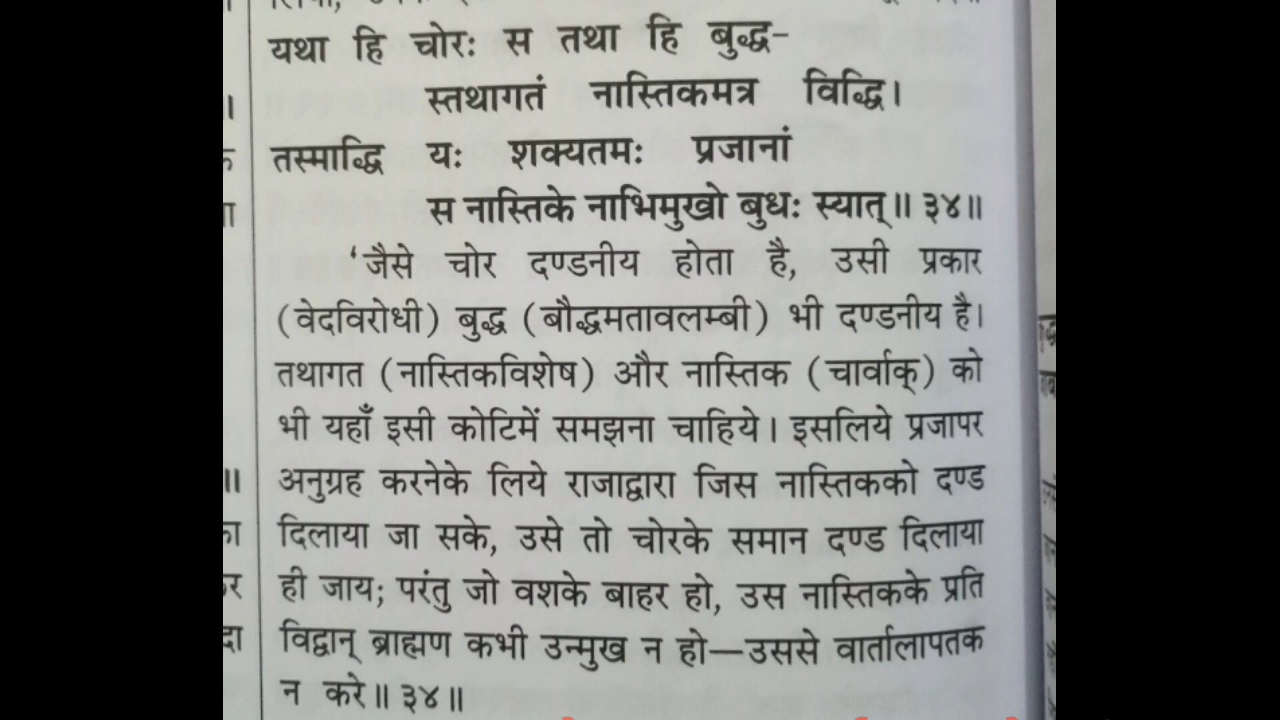 यथा हि चोरः स तथा हि बुद्ध-
स्तथागतं नास्तिकमत्र विद्धि।
तस्माद्धि यः शक्यतमः प्रजानां
स नास्तिके नाभिमुखो बुधः स्यात्॥ ३४॥
‘जैसे चोर दण्डनीय होता है, उसी प्रकार
(वेदविरोधी) बुद्ध (बौद्धमतावलम्बी) भी दण्डनीय है।
तथागत (नास्तिकविशेष) और नास्तिक (चार्वाक्) को
भी यहाँ इसी कोटिमें समझना चाहिये। इसलिये प्रजापर
अनुग्रह करनेके लिये राजाद्वारा जिस नास्तिकको दण्ड
दिलाया जा सके, उसे तो चोरके समान दण्ड दिलाया
ही जाय; परंतु जो वशके बाहर हो, उस नास्तिकके प्रति
विद्वान् ब्राह्मण कभी उन्मुख न हो—उससे वार्तालापतक
न करे॥ ३४॥